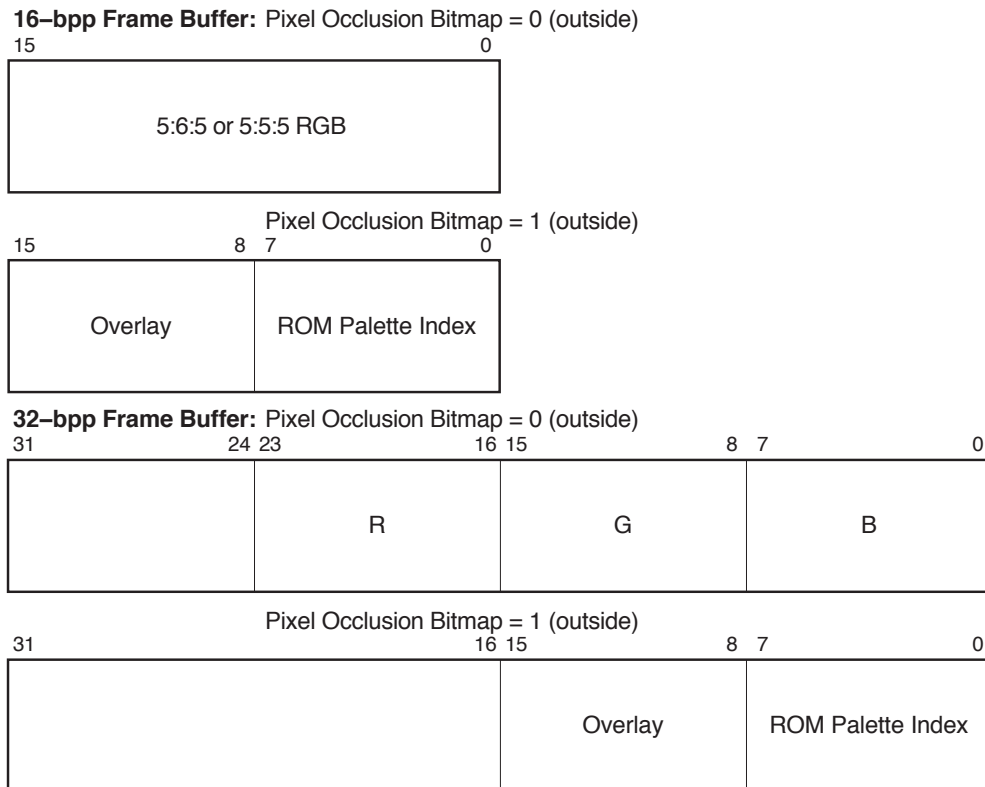 16–bpp Frame Buffer: Pixel Occlusion Bitmap = 0 (outside)
15 0
5:6:5 or 5:5:5 RGB
Pixel Occlusion Bitmap = 1 (outside)
15 8 7 0
Overlay ROM Palette Index
32–bpp Frame Buffer: Pixel Occlusion Bitmap = 0 (outside)
31 24 23 16 15 8 7 0
R G B
Pixel Occlusion Bitmap = 1 (outside)
31 16 15 8 7 0
Overlay ROM Palette Index